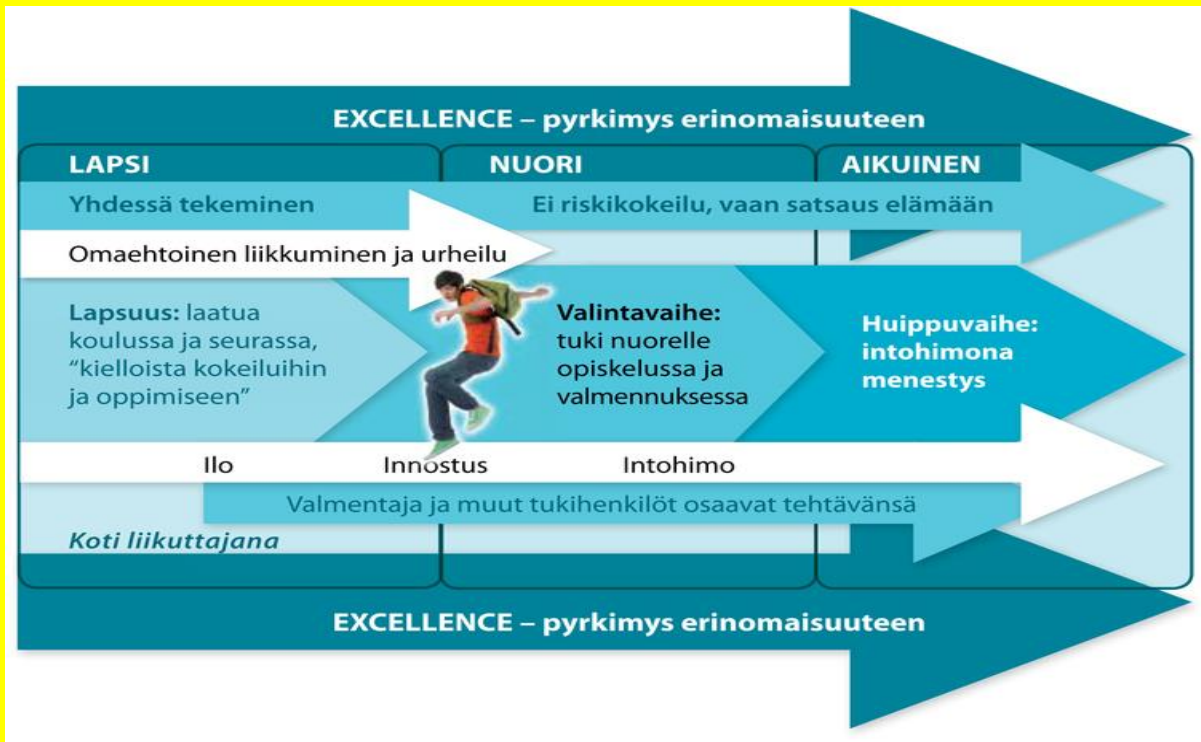 EXCELLENCE – pyrkimys erinomaisuuteen
LAPSI
NUORI
AIKUINEN
Yhdessä tekeminen
Ei riskikokeilu, vaan satsaus elämään
Omaehtoinen liikkuminen ja urheilu
Lapsuus: laatua
koulussa ja seurassa,
“kielloista kokeiluihin
ja oppimiseen”
Valintavaihe:
tuki nuorelle
opiskelussa ja
valmennuksessa
Huippuvaihe:
intohimona
menestys
Ilo
Innostus
Intohimo
Valmentaja ja muut tukihenkilöt osaavat tehtävänsä
Koti liikuttajana
EXCELLENCE – pyrkimys erinomaisuuteen